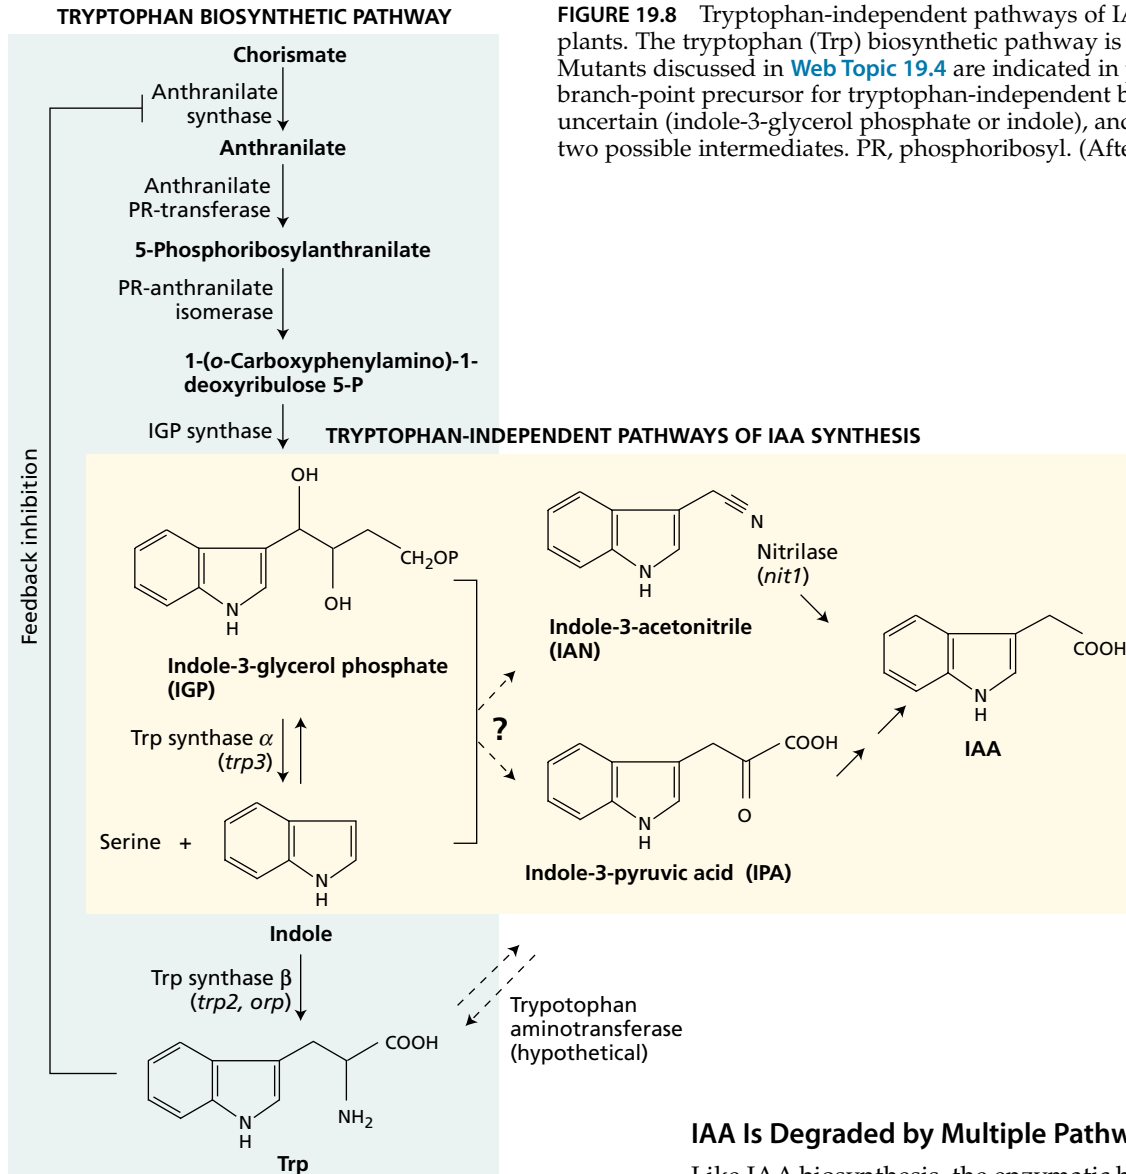 TRYPTOPHAN BIOSYNTHETIC PATHWAY
FIGURE 19.8 Tryptophan-independent pathways of IA
plants. The tryptophan (Trp) biosynthetic pathway is
Mutants discussed in Web Topic 19.4 are indicated in
branch-point precursor for tryptophan-independent b
uncertain (indole-3-glycerol phosphate or indole), and
two possible intermediates. PR, phosphoribosyl. (Afte
Chorismate
Anthranilate
synthase
Anthranilate
Anthranilate
PR-transferase
5-Phosphoribosylanthranilate
PR-anthranilate
isomerase
1-(o-Carboxyphenylamino)-1-
deoxyribulose 5-P
IGP synthase
Feedback inhibition
TRYPTOPHAN-INDEPENDENT PATHWAYS OF IAA SYNTHESIS
OH
CH2OP
OH
N
H
Indole-3-glycerol phosphate
(IGP)
Trp synthase α
(trp3)
Serine +
N
H
Indole
?
N
N
H
Indole-3-acetonitrile
(IAN)
Nitrilase
(nit1)
COOH
O
N
H
Indole-3-pyruvic acid (IPA)
COOH
N
H
IAA
Trp synthase β
(trp2, orp)
Trypotophan
aminotransferase
(hypothetical)
COOH
NH2
N
H
Trp
IAA Is Degraded by Multiple Pathw